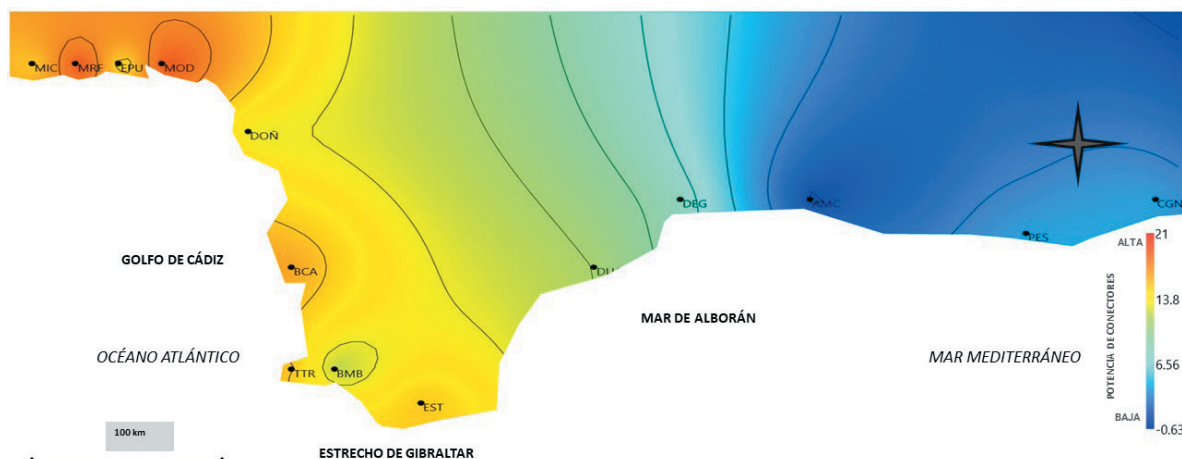 MIC
MRF
EPU
MOD
DOÑ
DEG
AMC
CGN
PES
ALTA
21
GOLFO DE CÁDIZ
BCA
POTENCIA DE CONECTORES
13.8
MAR DE ALBORÁN
OCÉANO ATLÁNTICO
MAR MEDITERRÁNEO
TTR
BMB
6.56
EST
BAJA
-0.63
100 km
ESTRECHO DE GIBRALTAR